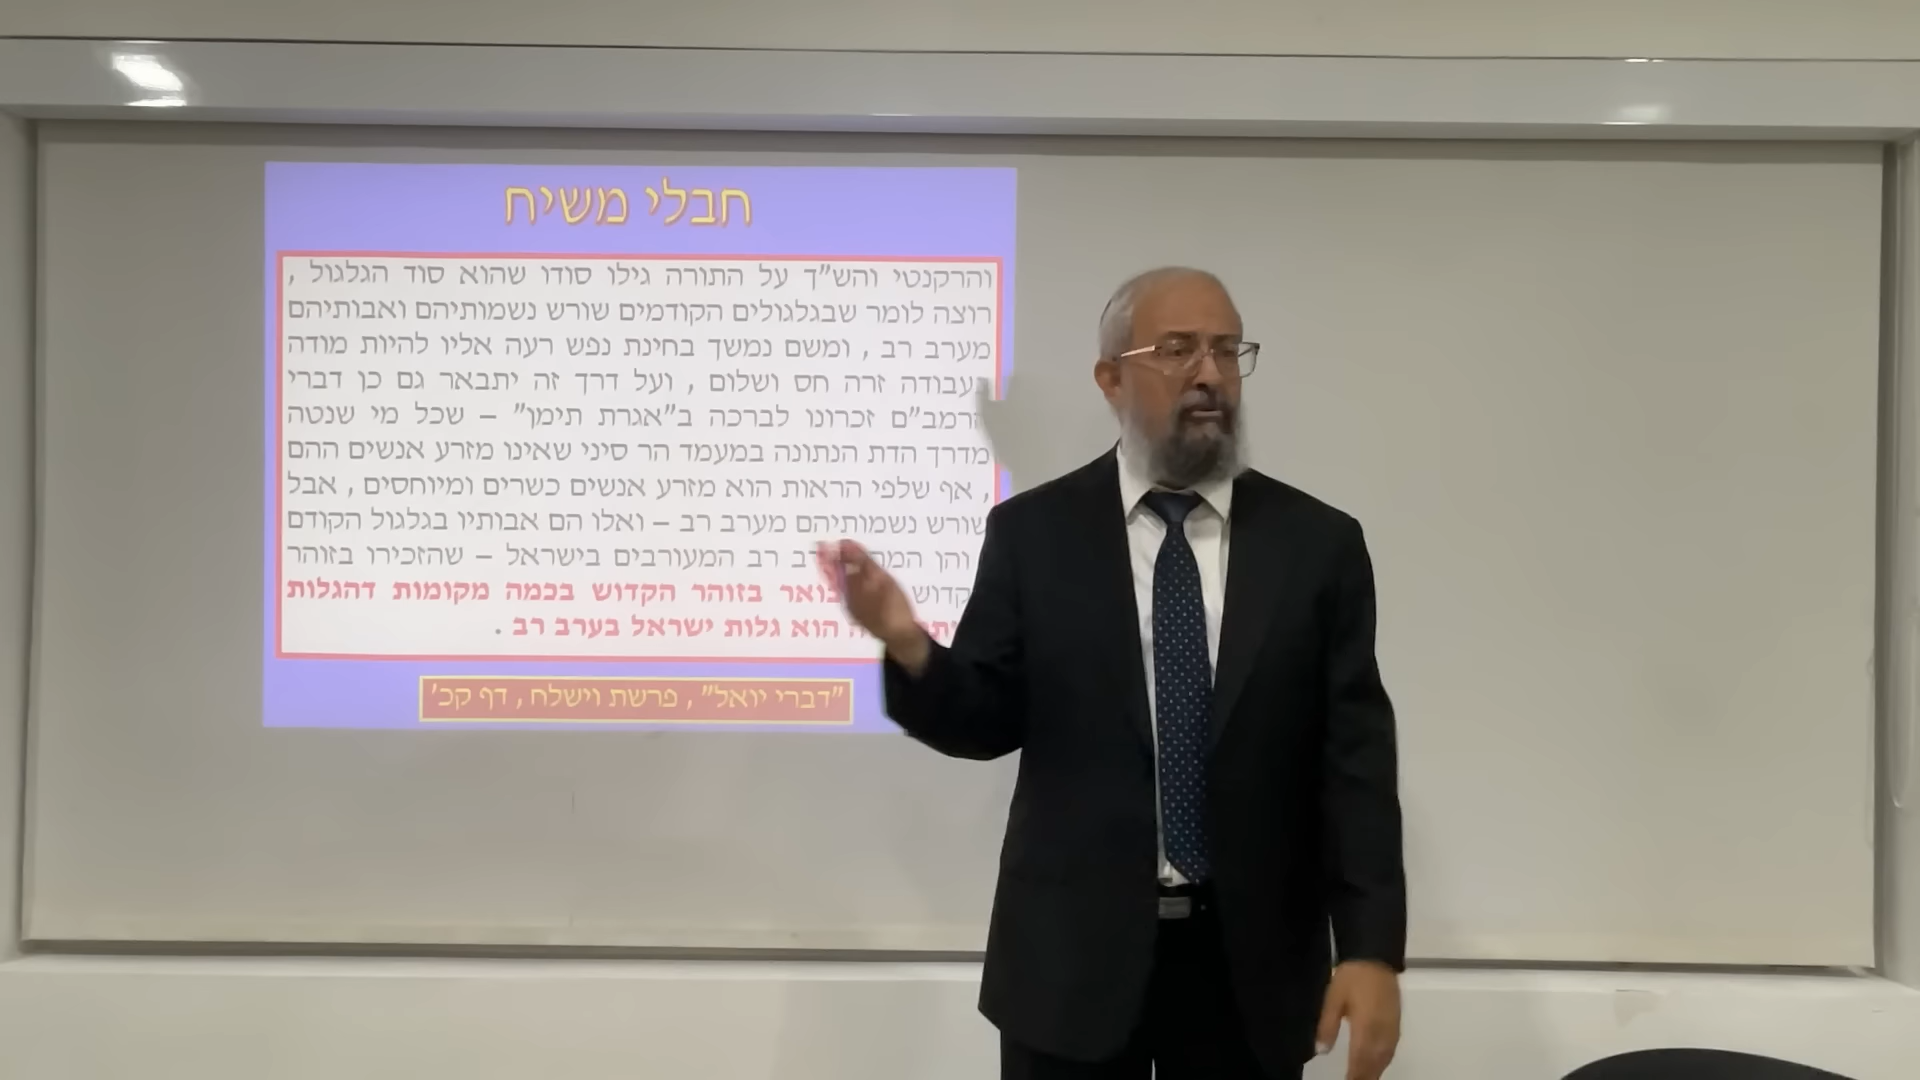 חבלי משיח
והרקנטי והש"ך על התורה גילו סודו שהוא סוד הגלגול ,
רוצה לומר שבגלגולים הקודמים שורש נשמותיהם ואבותיהם
מערב רב , ומשם נמשך בחינת נפש רעה אליו להיות מודה
בעבודה זרה חס ושלום , ועל דרך זה יתבאר גם כן דברי
הרמב"ם זכרונו לברכה ב"אגרת תימן" – שכל מי שנטה
מדרך הדת הנתונה במעמד הר סיני שאינו מזרע אנשים ההם
, אף שלפי הראות הוא מזרע אנשים כשרים ומיוחסים , אבל
שורש נשמותיהם מערב רב – ואלו הם אבותיו בגלגול הקודם
והן רב המעורבים בישראל – שהזכירו בזוהר
בזוהר הקדוש בכמה מקומות דהגלות
הוא גלות ישראל בערב רב .
"דברי יואל" , פרשת וישלח , דף קכ'